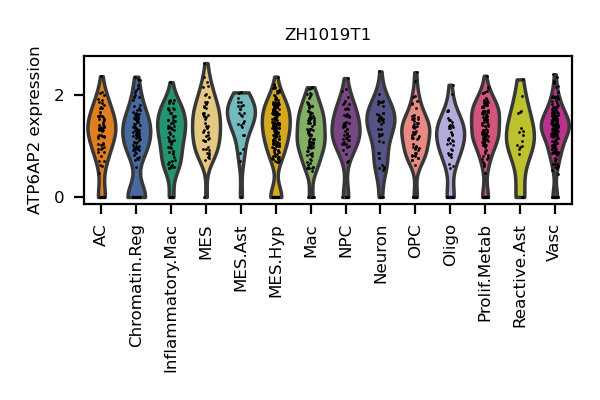 ZH1019T1
ATP6AP2 expression
2
0
AC
Chromatin.Reg
Inflammatory.Mac
MES
MES.Ast
MES.Hyp
Mac
NPC
Neuron
OPC
Oligo
Prolif.Metab
Reactive.Ast
Vasc